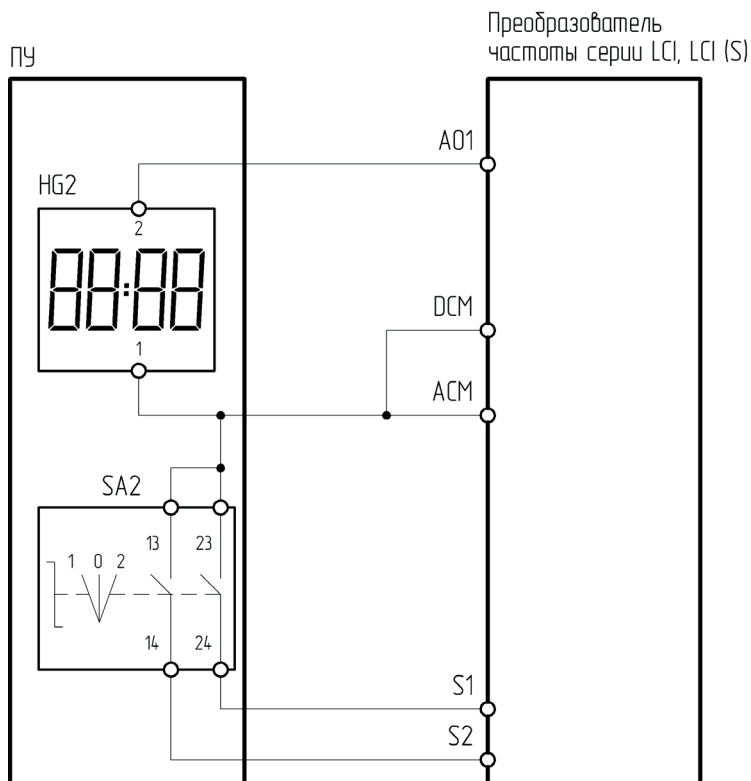 Преобразователь
частоты серии LCI, LCI (S)
ПУ
A01
HG2
2
88:88
1
DCM
ACM
SA2
13 23
1 0 2
14 24
S1
S2